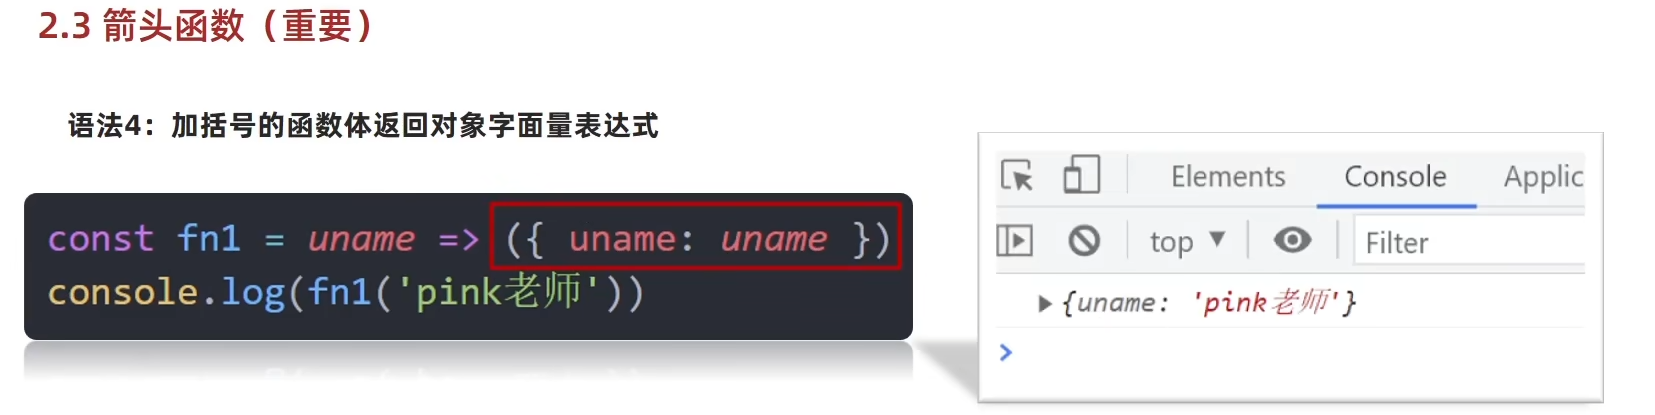 2.3 箭头函数（重要）
语法4：加括号的函数体返回对象字面量表达式
const fn1 = uname => ({ uname: uname })
console.log(fn1('pink老师'))
Elements Console Applic
top Filter
{uname: 'pink老师'}